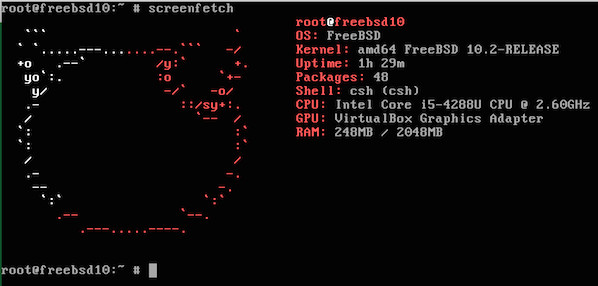 root@freebsd10:~ # screenfetch
root@freebsd10
OS: FreeBSD
Kernel: amd64 FreeBSD 10.2-RELEASE
Uptime: 1h 29m
Packages: 48
Shell: csh (csh)
CPU: Intel Core i5-4288U CPU @ 2.60GHz
GPU: VirtualBox Graphics Adapter
RAM: 248MB / 2048MB
root@freebsd10:~ #